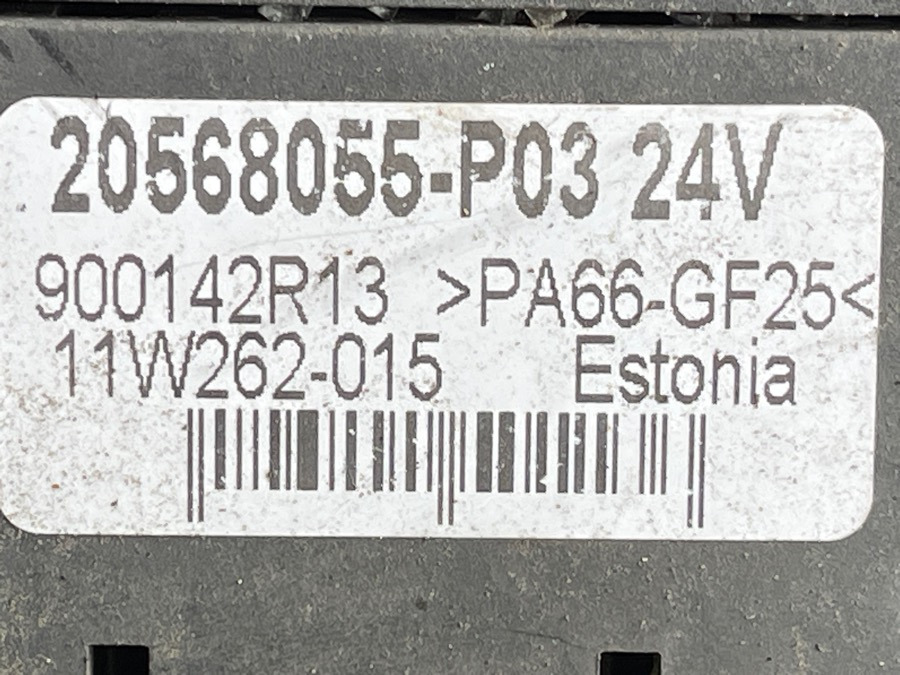 20568055-P03 24V
900142R13 >PA66-GF25<
11W262-015 Estonia